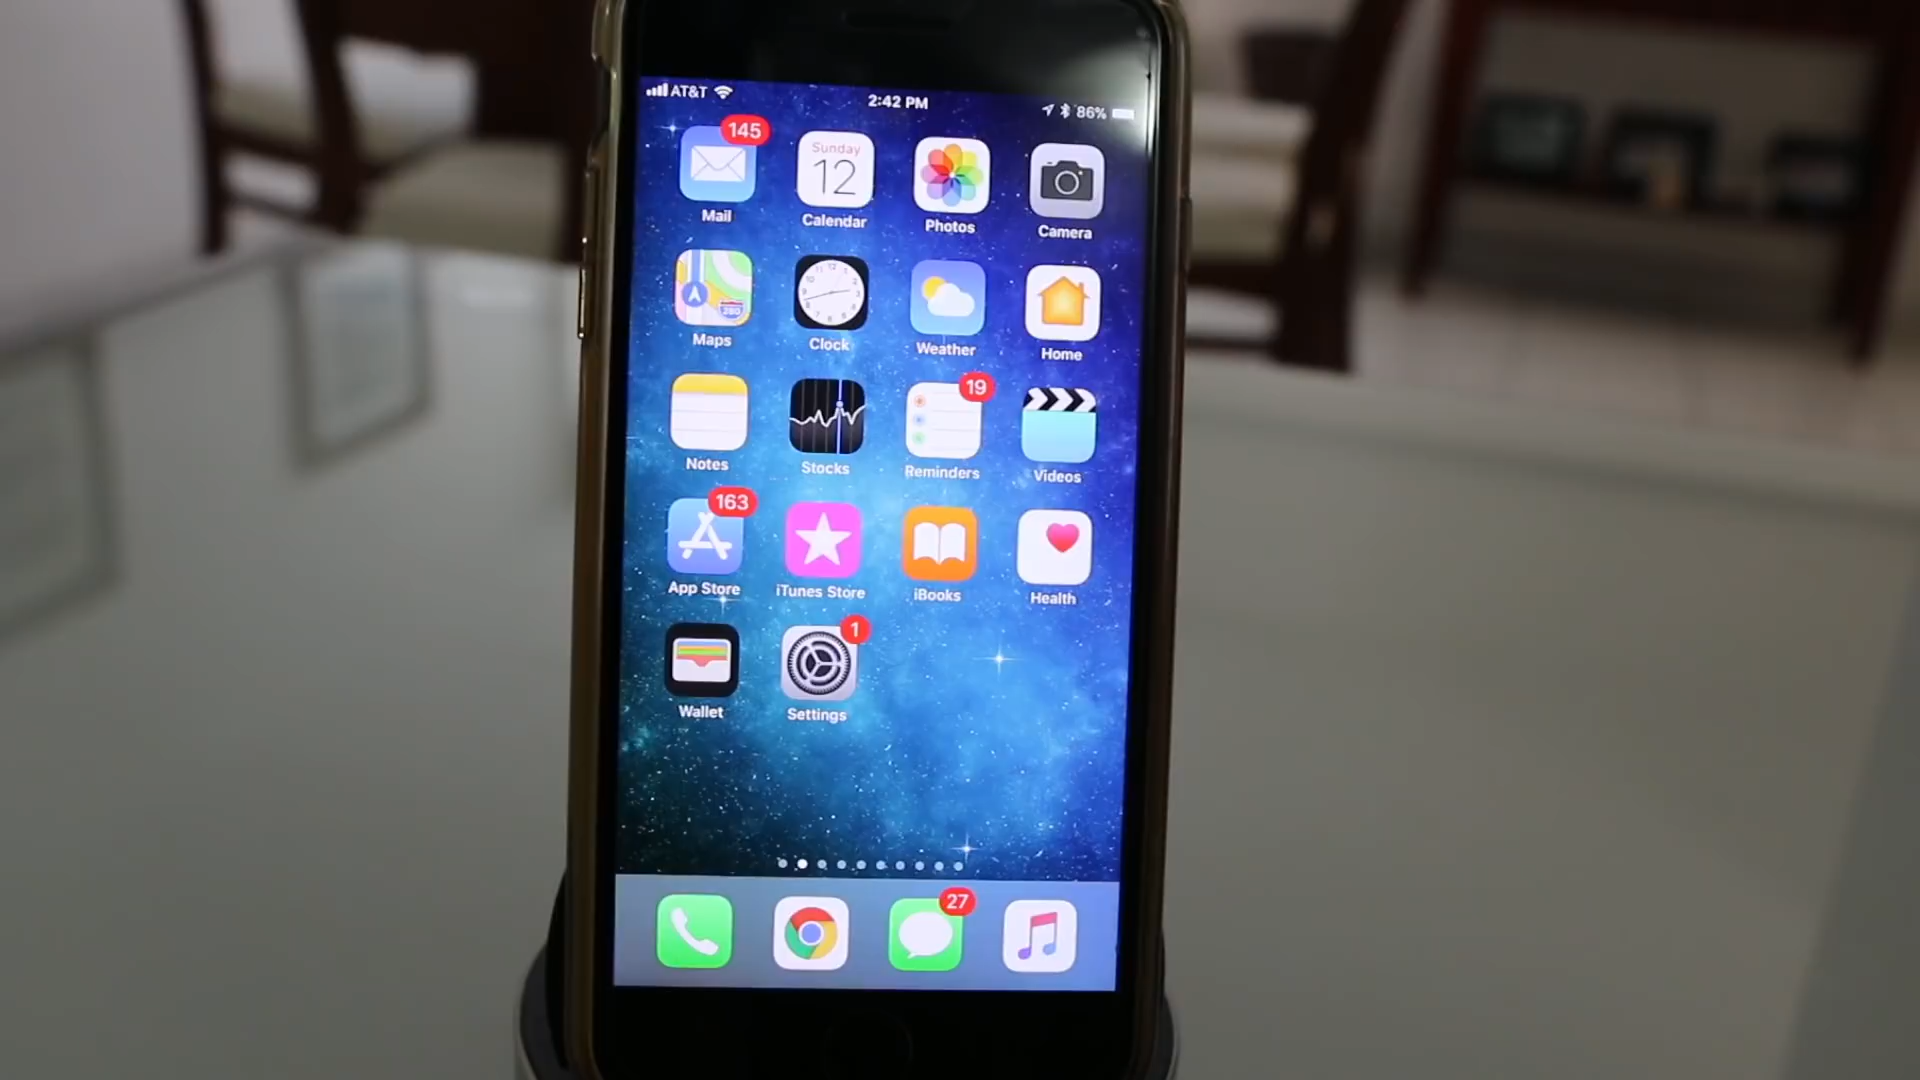 AT&T 2:42 PM 86%
145
Sunday
12
Mail Calendar Photos Camera
280
Maps Clock Weather Home
19
Notes Stocks Reminders Videos
163
App Store iTunes Store iBooks Health
1
Wallet Settings
27